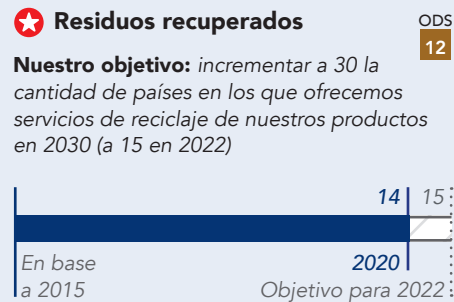 Residuos recuperados
ODS
12
Nuestro objetivo: incrementar a 30 la
cantidad de países en los que ofrecemos
servicios de reciclaje de nuestros productos
en 2030 (a 15 en 2022)
14
15
En base
a 2015
2020
Objetivo para 2022